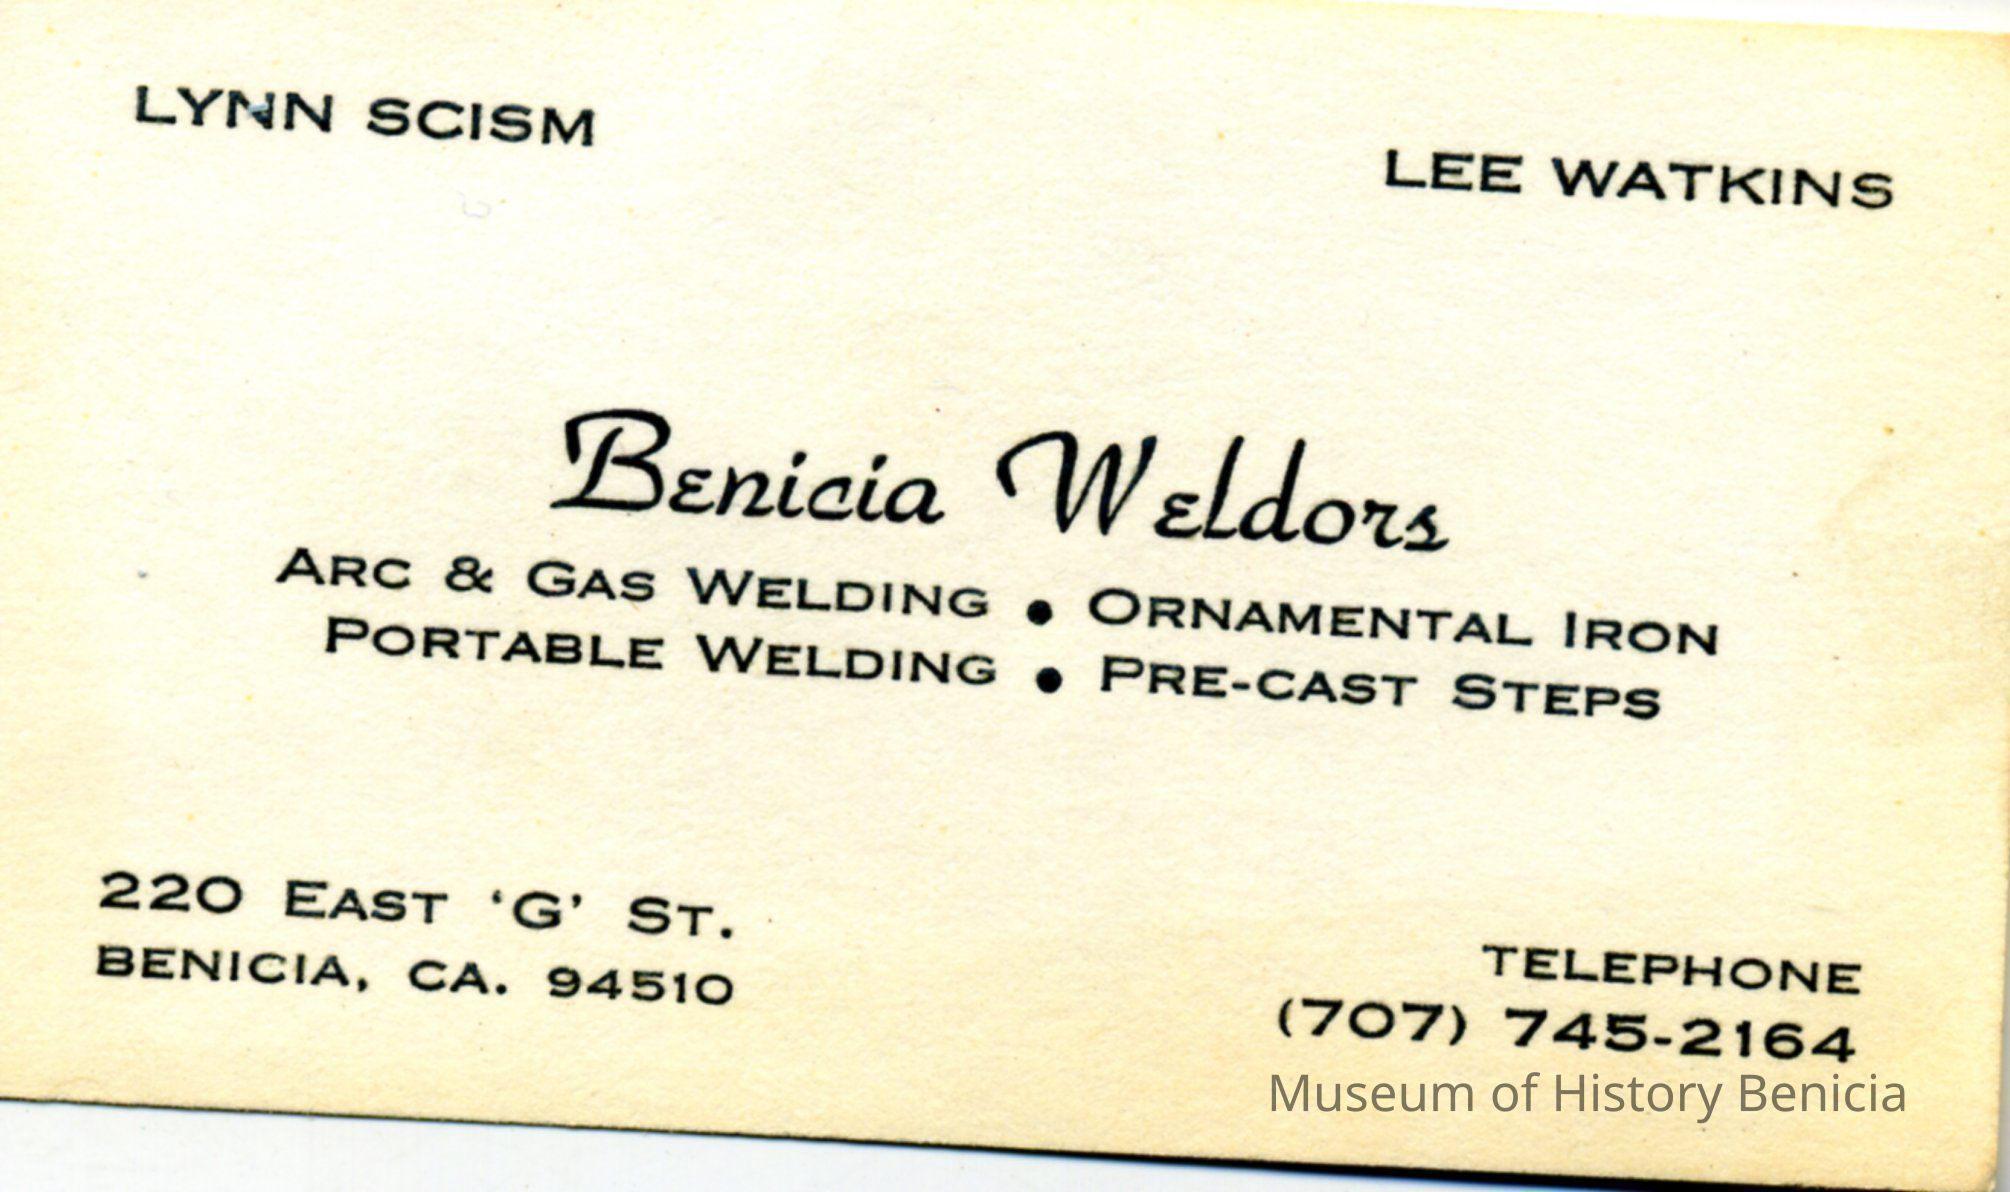 LYNN SCISM
LEE WATKINS
Benicia Weldors
ARC & GAS WELDING • ORNAMENTAL IRON
PORTABLE WELDING • PRE-CAST STEPS
220 EAST ‘G’ ST.
BENICIA, CA. 94510
TELEPHONE
(707) 745-2164
Museum of History Benicia